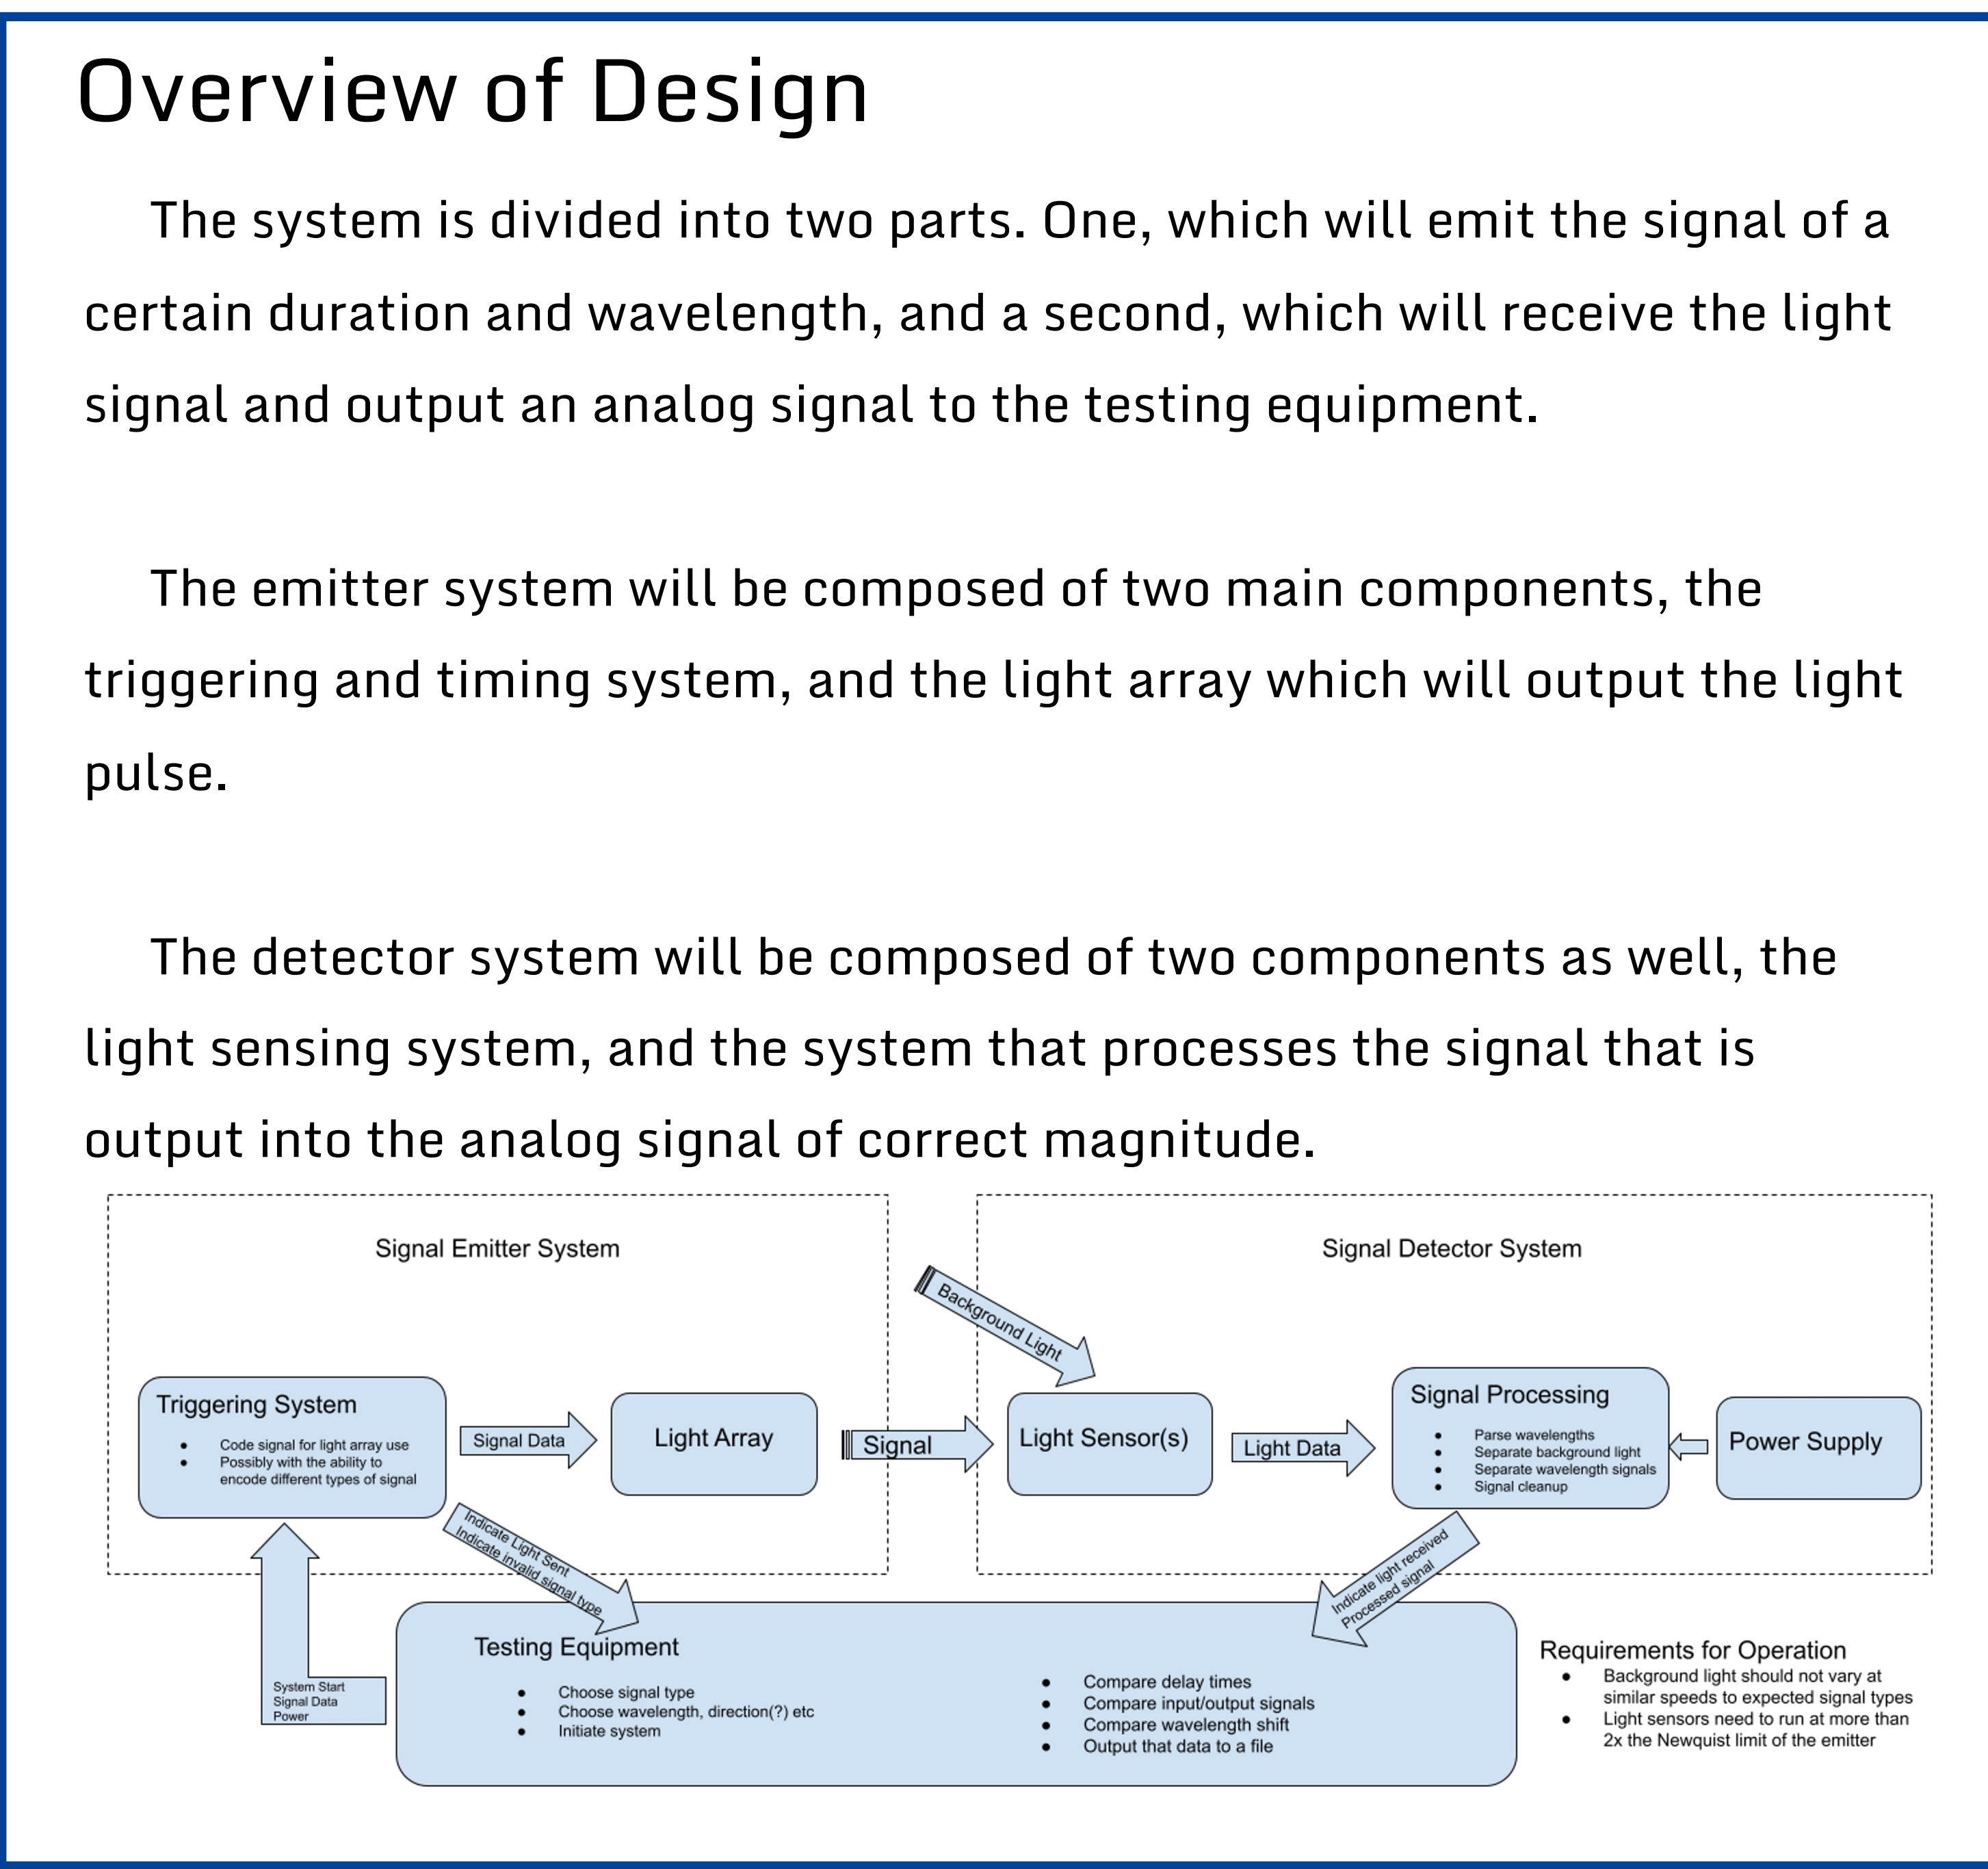 Overview of Design
The system is divided into two parts. One, which will emit the signal of a
certain duration and wavelength, and a second, which will receive the light
signal and output an analog signal to the testing equipment.
The emitter system will be composed of two main components, the
triggering and timing system, and the light array which will output the light
pulse.
The detector system will be composed of two components as well, the
light sensing system, and the system that processes the signal that is
output into the analog signal of correct magnitude.
Signal Emitter System
Triggering System
• Code signal for light array use
• Possibly with the ability to
encode different types of signal
Signal Data
Light Array
Signal
Signal Detector System
Background Light
Light Sensor(s)
Light Data
Signal Processing
• Parse wavelengths
• Separate background light
• Separate wavelength signals
• Signal cleanup
Power Supply
Indicate Light Sent
Indicate invalid signal type
Indicate light received
Processed signal
System Start
Signal Data
Power
Testing Equipment
• Choose signal type
• Choose wavelength, direction(?) etc
• Initiate system
• Compare delay times
• Compare input/output signals
• Compare wavelength shift
• Output that data to a file
Requirements for Operation
• Background light should not vary at
similar speeds to expected signal types
• Light sensors need to run at more than
2x the Newquist limit of the emitter